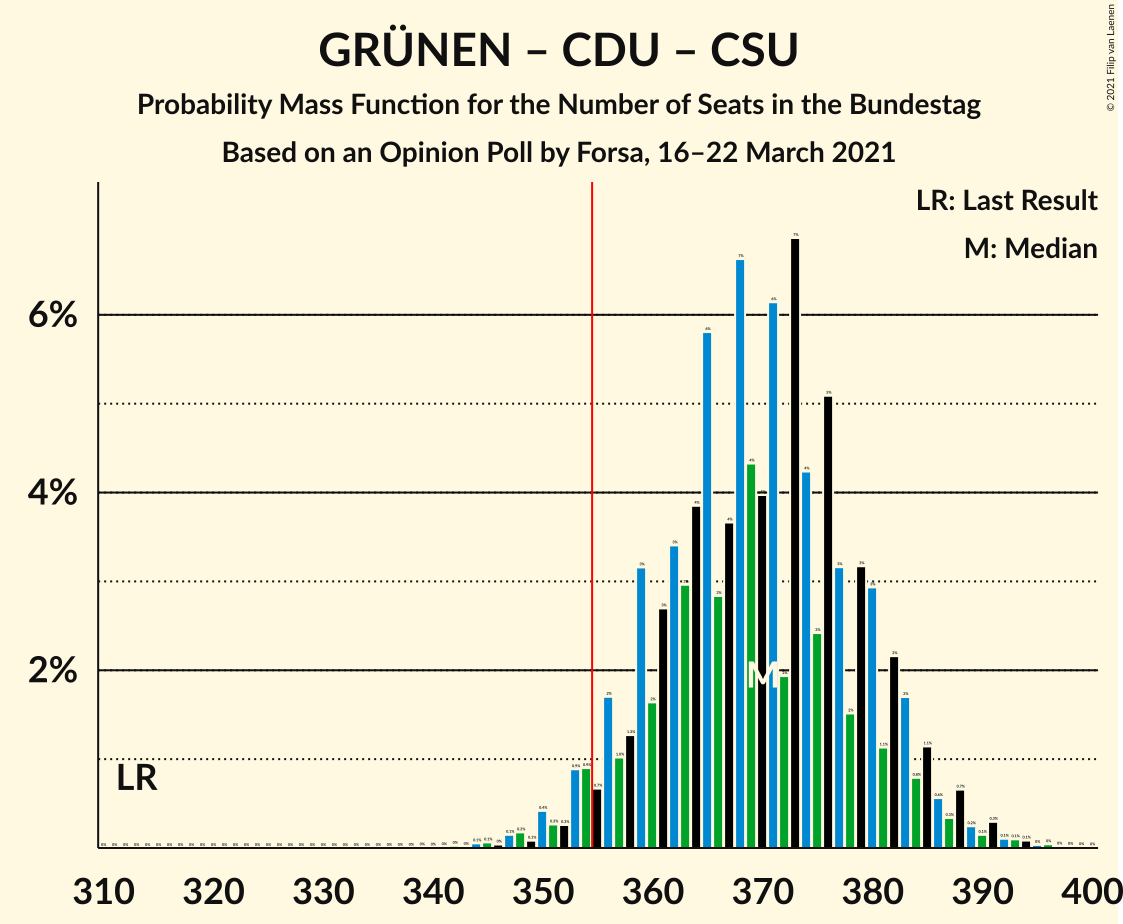 GRÜNEN – CDU – CSU
Probability Mass Function for the Number of Seats in the Bundestag
Based on an Opinion Poll by Forsa, 16–22 March 2021
© 2021 Filip van Laenen
LR: Last Result
M: Median
6%
4%
2%
LR
M
310 320 330 340 350 360 370 380 390 400